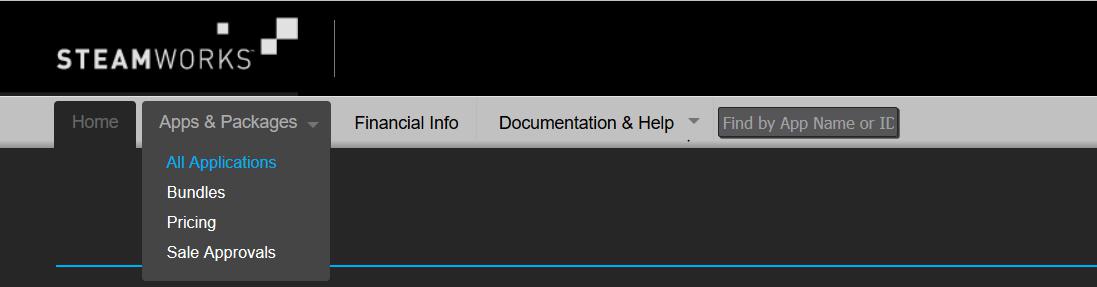 STEAMWORKS™
Home Apps & Packages Financial Info Documentation & Help Find by App Name or ID
All Applications
Bundles
Pricing
Sale Approvals